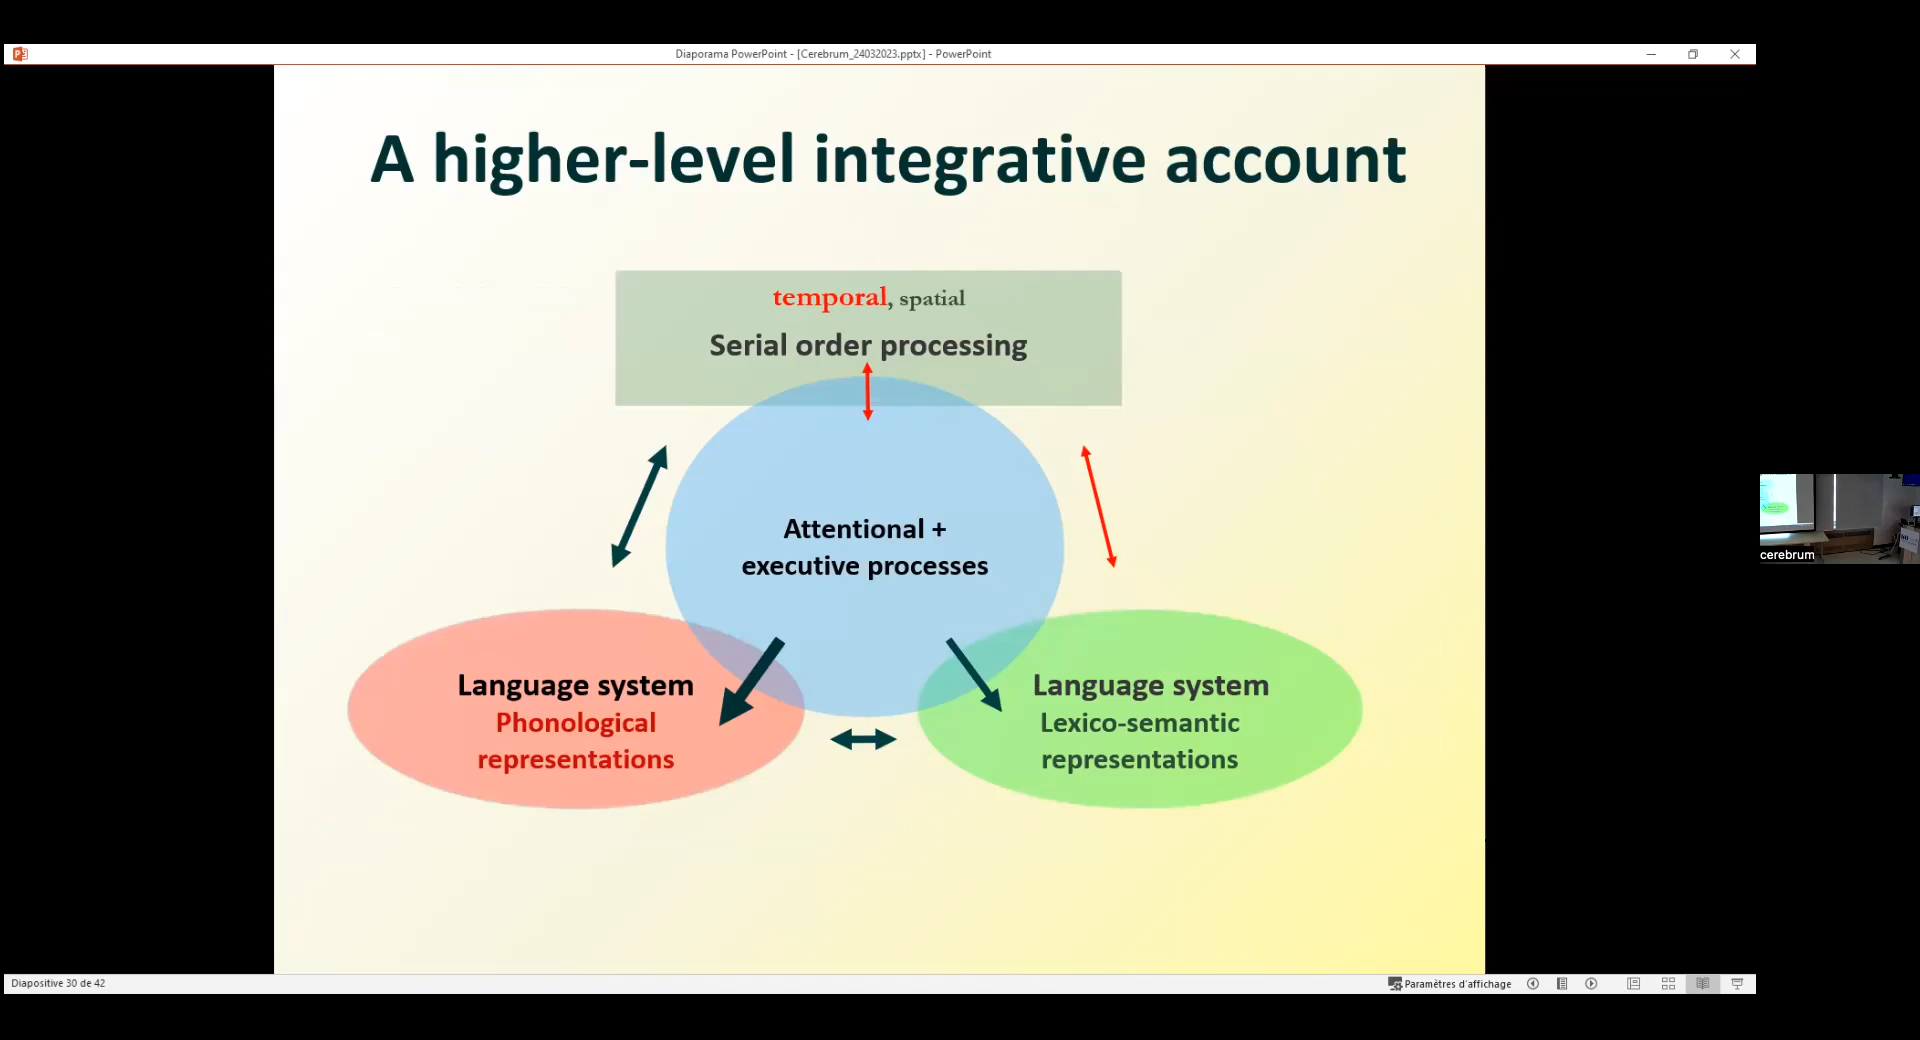 Diaporama PowerPoint - [Cerebrum_24032023.pptx] - PowerPoint
A higher-level integrative account
temporal, spatial
Serial order processing
Attentional +
executive processes
Language system
Phonological
representations
Language system
Lexico-semantic
representations
cerebrum
Diapositive 30 de 42
Paramètres d'affichage